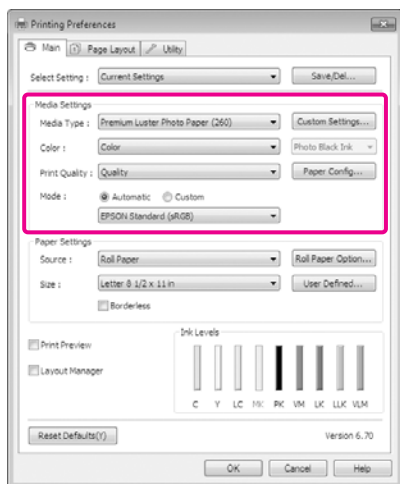 Printing Preferences
Main Page Layout Utility
Select Setting : Current Settings Save/Del...
Media Settings
Media Type : Premium Luster Photo Paper (260) Custom Settings...
Color : Color Photo Black Ink
Print Quality : Quality Paper Config...
Mode : Automatic Custom
EPSON Standard (sRGB)
Paper Settings
Source : Roll Paper Roll Paper Option...
Size : Letter 8 1/2 x 11 in User Defined...
Borderless
Print Preview
Layout Manager
Ink Levels
C Y LC MK PK VM LK LLK VLM
Reset Defaults(Y) Version 6.70
OK Cancel Help